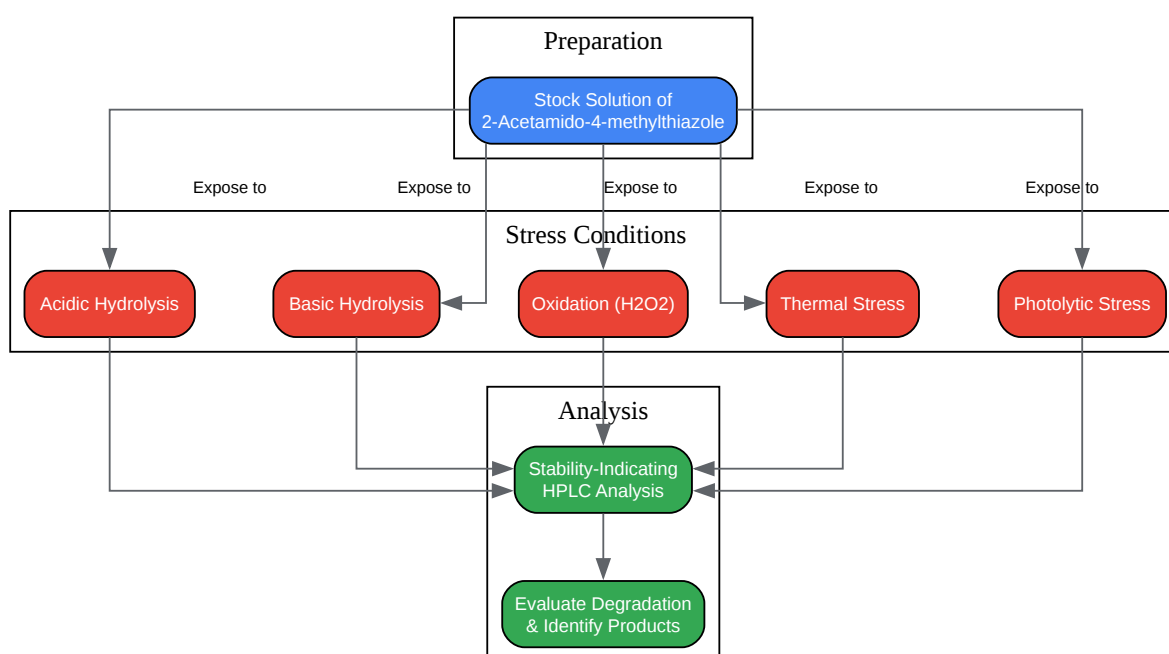 Preparation
Stock Solution of
2-Acetamido-4-methylthiazole
Expose to
Expose to
Expose to
Expose to
Expose to
Stress Conditions
Acidic Hydrolysis
Basic Hydrolysis
Oxidation (H2O2)
Thermal Stress
Photolytic Stress
Analysis
Stability-Indicating
HPLC Analysis
Evaluate Degradation
& Identify Products